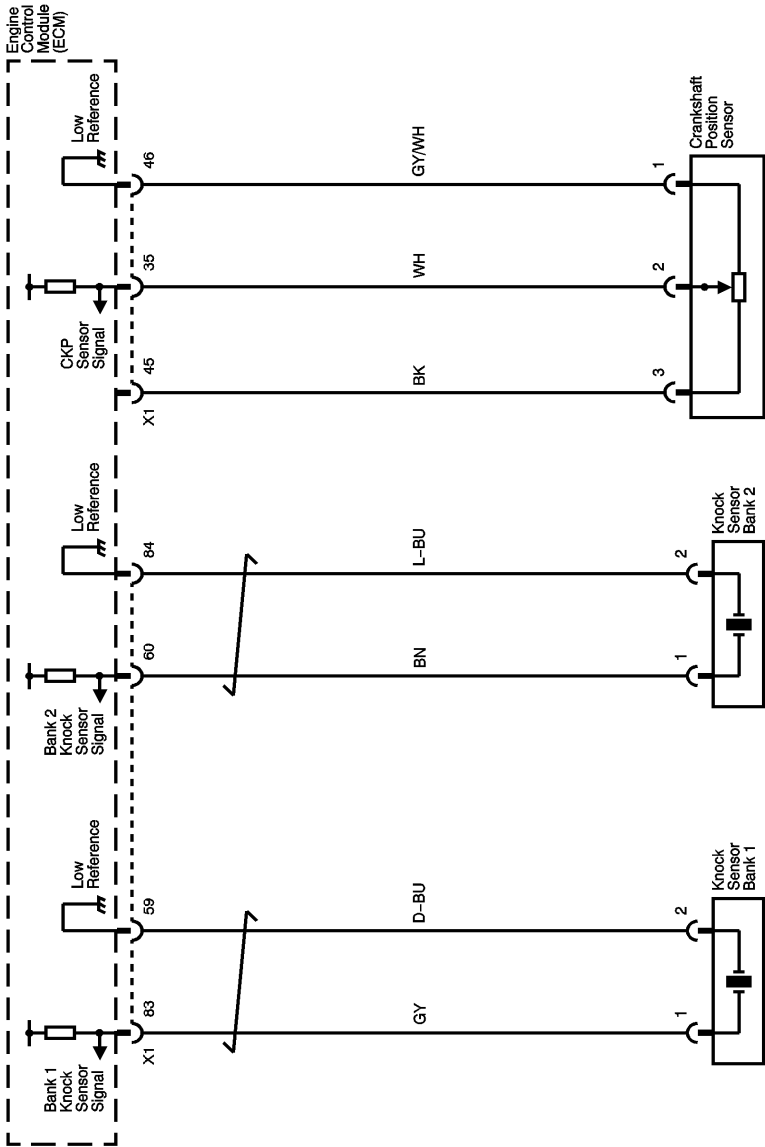 Engine
Control
Module
(ECM)
Bank 1
Knock
Sensor
Signal
Low
Reference
Bank 2
Knock
Sensor
Signal
Low
Reference
CKP
Sensor
Signal
Low
Reference
X1
83
59
60
84
X1
45
35
46
GY
D-BU
BN
L-BU
BK
WH
GY/WH
1
2
1
2
3
2
1
Knock
Sensor
Bank 1
Knock
Sensor
Bank 2
Crankshaft
Position
Sensor